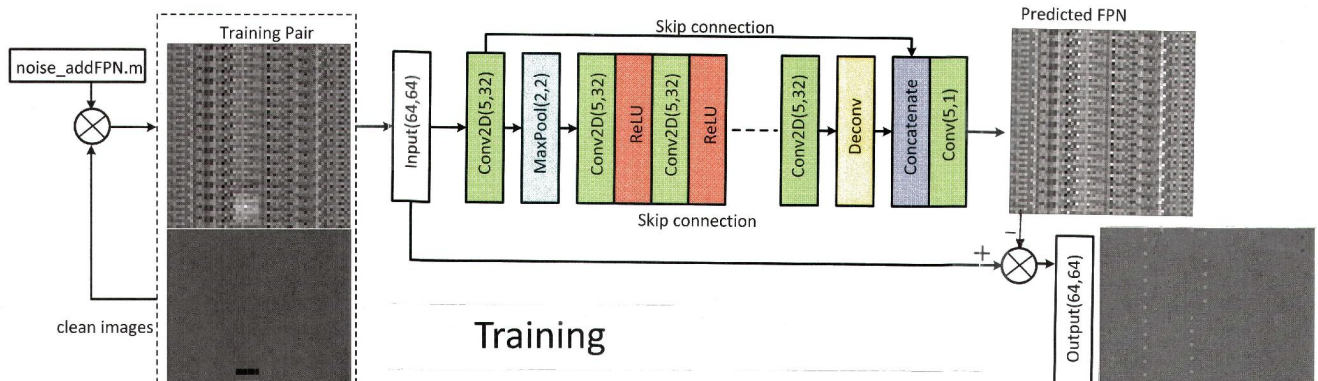 Training Pair
noise_addFPN.m
clean images
Input(64,64)
Skip connection
Conv2D(5,32)
MaxPool(2,2)
Conv2D(5,32)
ReLU
Conv2D(5,32)
ReLU
Conv2D(5,32)
Deconv
Concatenate
Conv(5,1)
Skip connection
Predicted FPN
−
+
Output(64,64)
Training